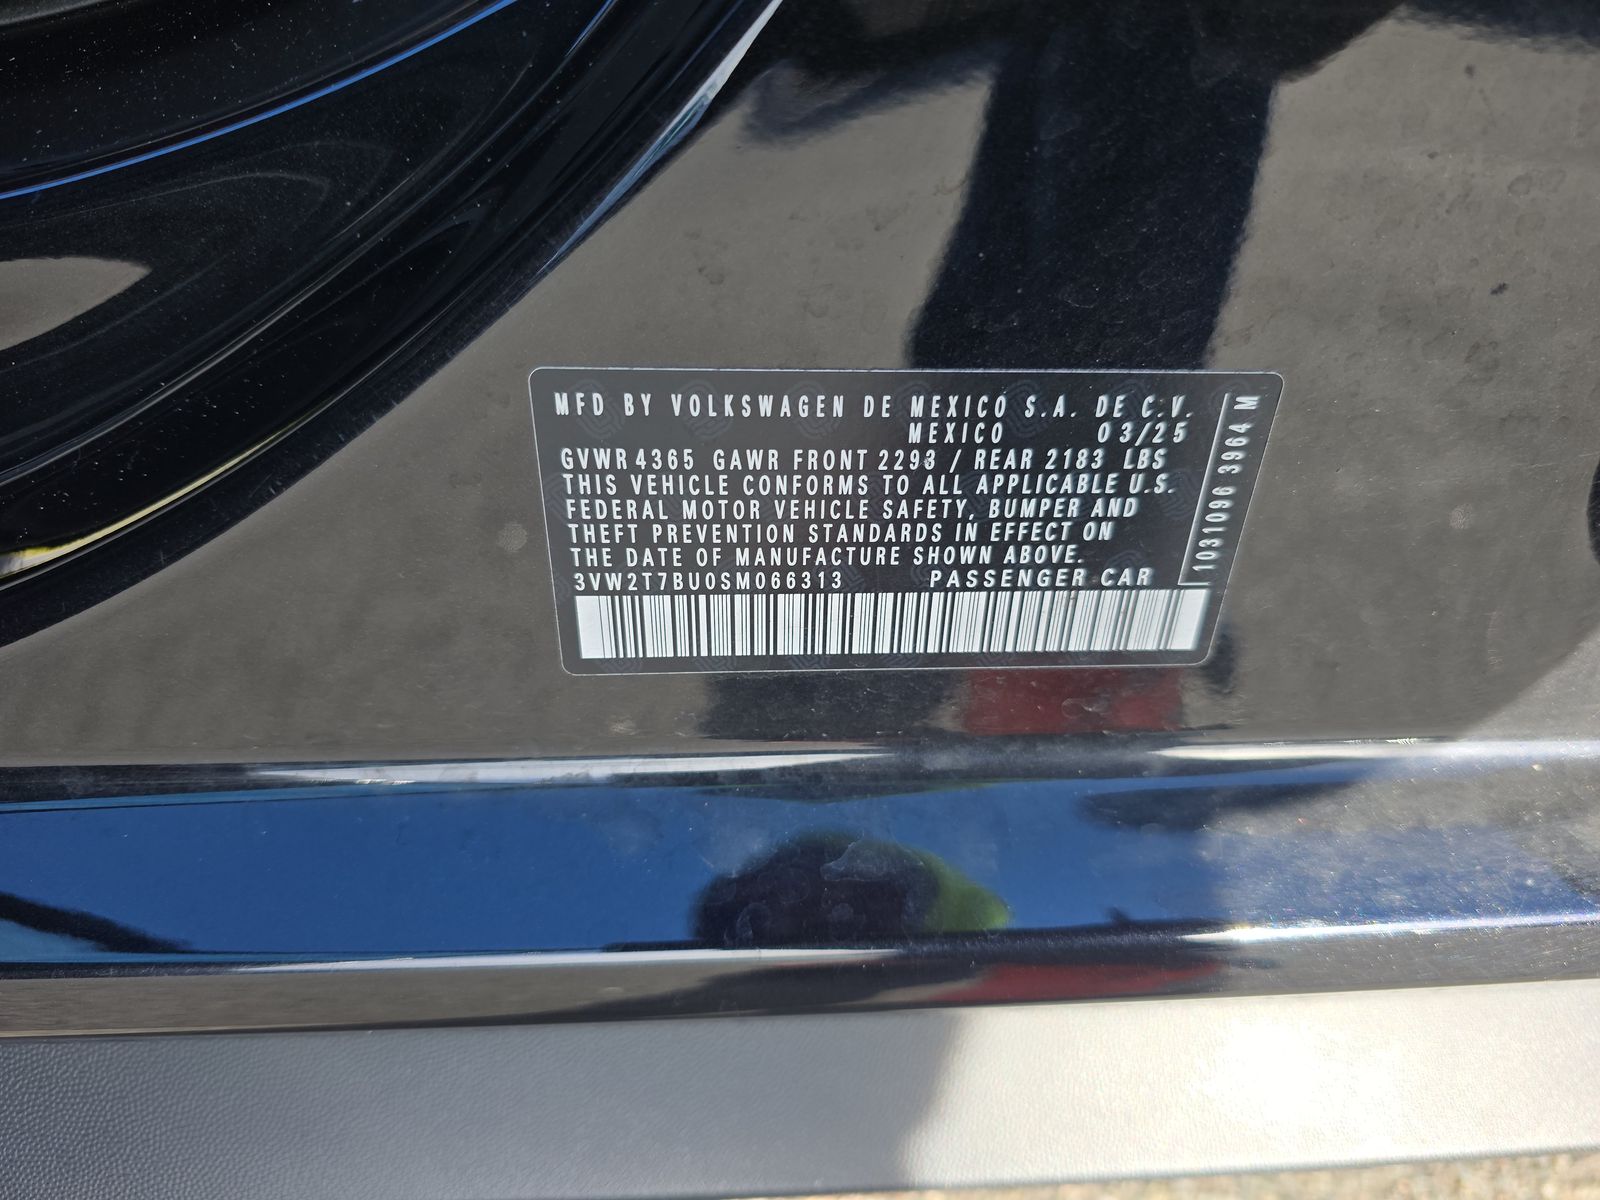 MFD BY VOLKSWAGEN DE MEXICO S.A. DE C.V.
MEXICO 03/25
GVWR 4365 GAWR FRONT 2293 / REAR 2183 LBS
THIS VEHICLE CONFORMS TO ALL APPLICABLE U.S.
FEDERAL MOTOR VEHICLE SAFETY, BUMPER AND
THEFT PREVENTION STANDARDS IN EFFECT ON
THE DATE OF MANUFACTURE SHOWN ABOVE.
3VW2T7BU0SM066313 PASSENGER CAR
1031096 3964 M